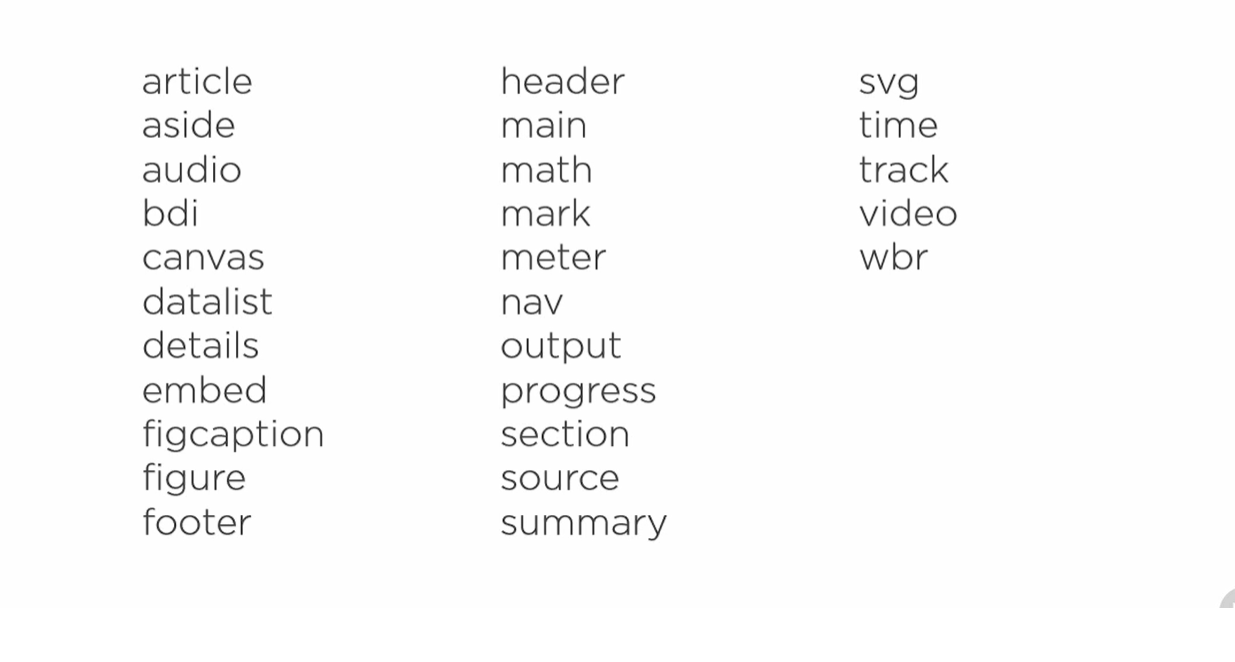 article
aside
audio
bdi
canvas
datalist
details
embed
figcaption
figure
footer
header
main
math
mark
meter
nav
output
progress
section
source
summary
svg
time
track
video
wbr